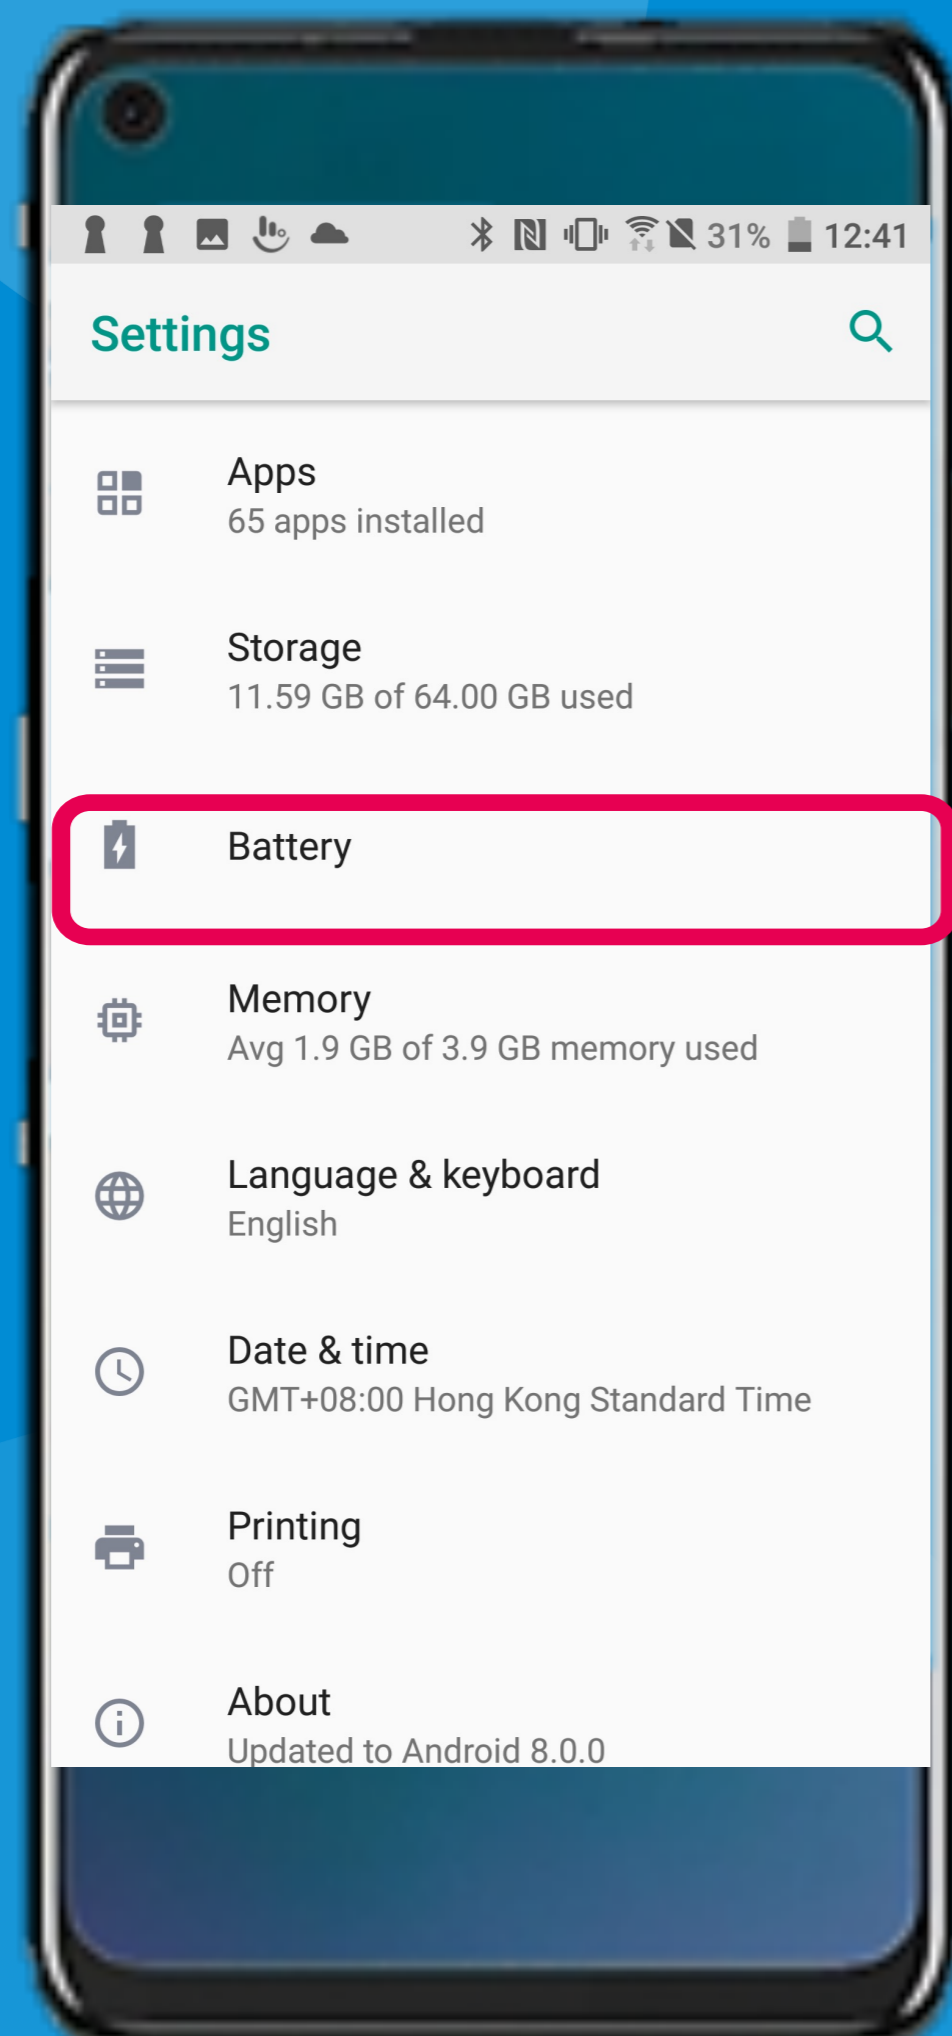 31% 12:41
Settings
Apps
65 apps installed
Storage
11.59 GB of 64.00 GB used
Battery
Memory
Avg 1.9 GB of 3.9 GB memory used
Language & keyboard
English
Date & time
GMT+08:00 Hong Kong Standard Time
Printing
Off
About
Updated to Android 8.0.0